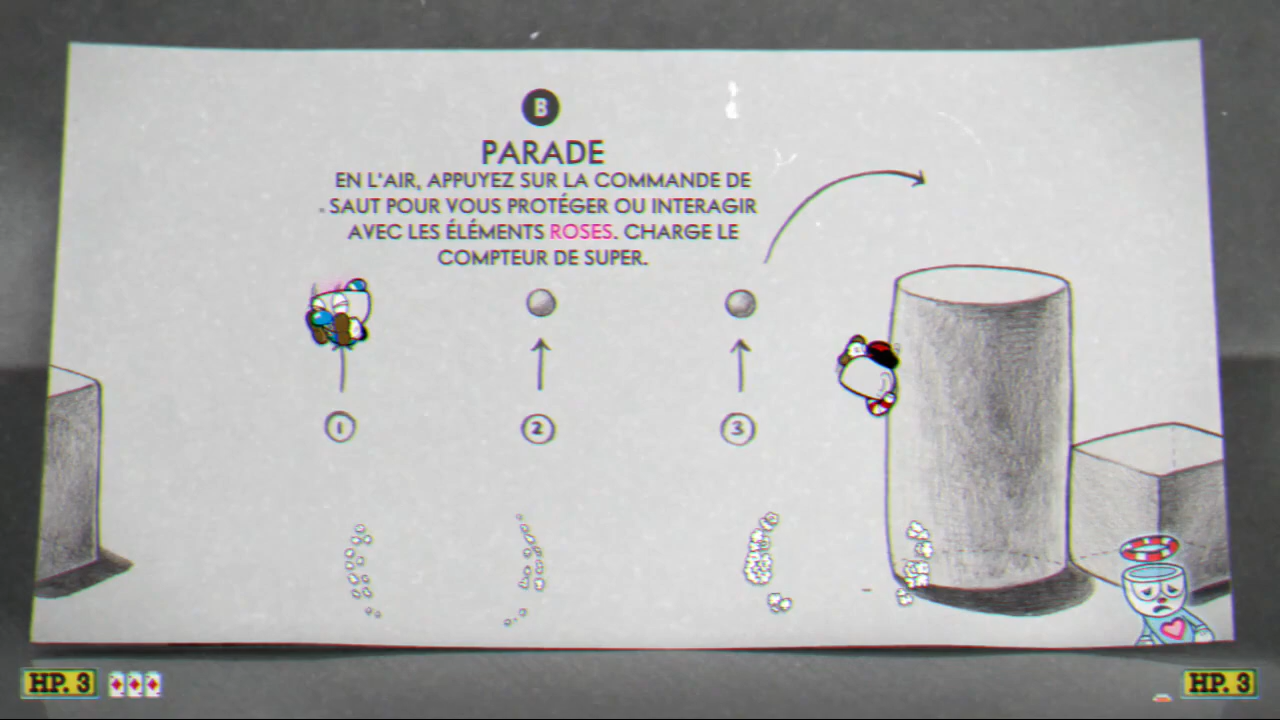 B
PARADE
EN L'AIR, APPUYEZ SUR LA COMMANDE DE
SAUT POUR VOUS PROTÉGER OU INTERAGIR
AVEC LES ÉLÉMENTS ROSES. CHARGE LE
COMPTEUR DE SUPER.
1 2 3
HP. 3 HP. 3